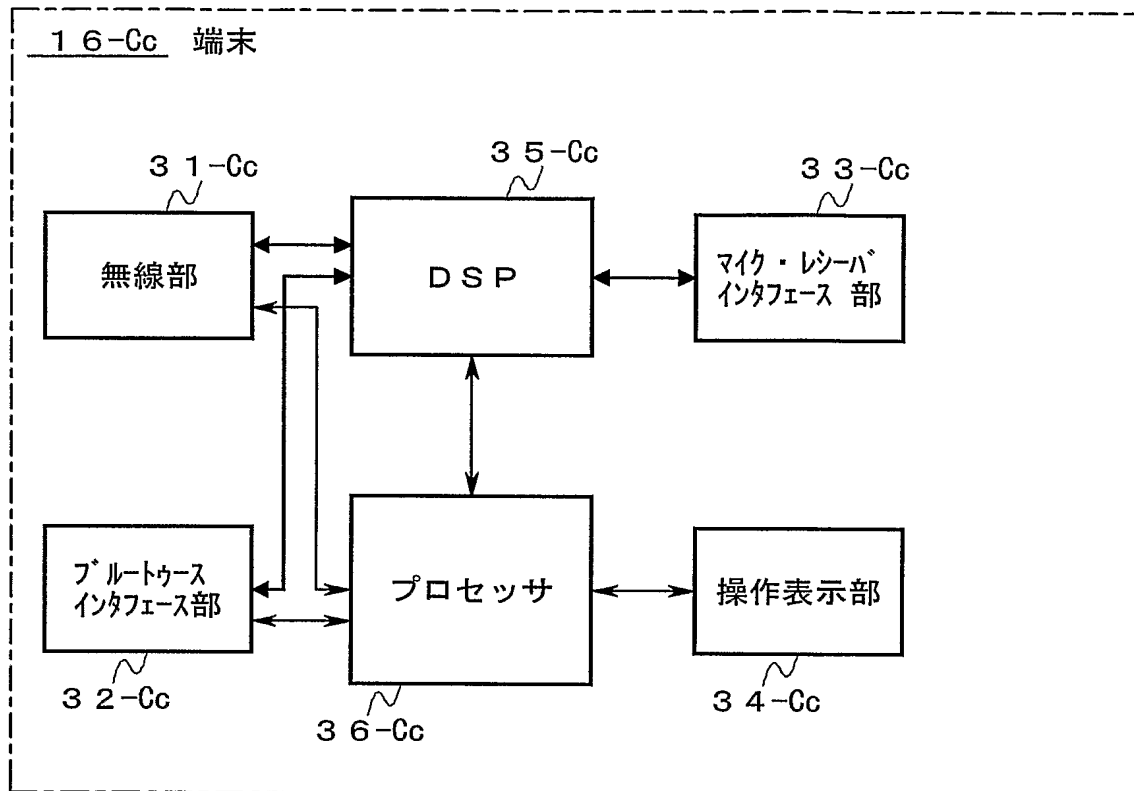 １６-Cc 端末
３１-Cc
３５-Cc
３３-Cc
無線部
ＤＳＰ
ﾏｲｸ・ﾚｼｰﾊﾞ
ｲﾝﾀﾌｪｰｽ 部
ﾌﾞﾙｰﾄｩｰｽ
ｲﾝﾀﾌｪｰｽ部
プロセッサ
操作表示部
３２-Cc
３６-Cc
３４-Cc